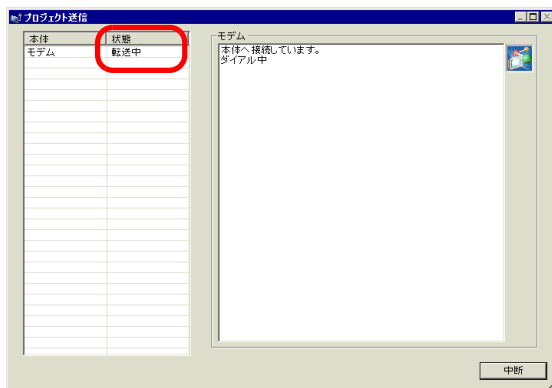 プロジェクト送信
本体 状態
モデム 転送中
モデム
本体へ接続しています。
ダイアル中
中断